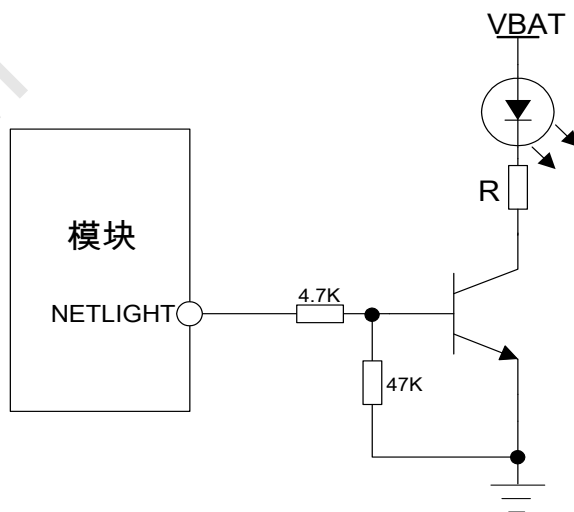 VBAT
R
模块
4.7K
NETLIGHT
47K